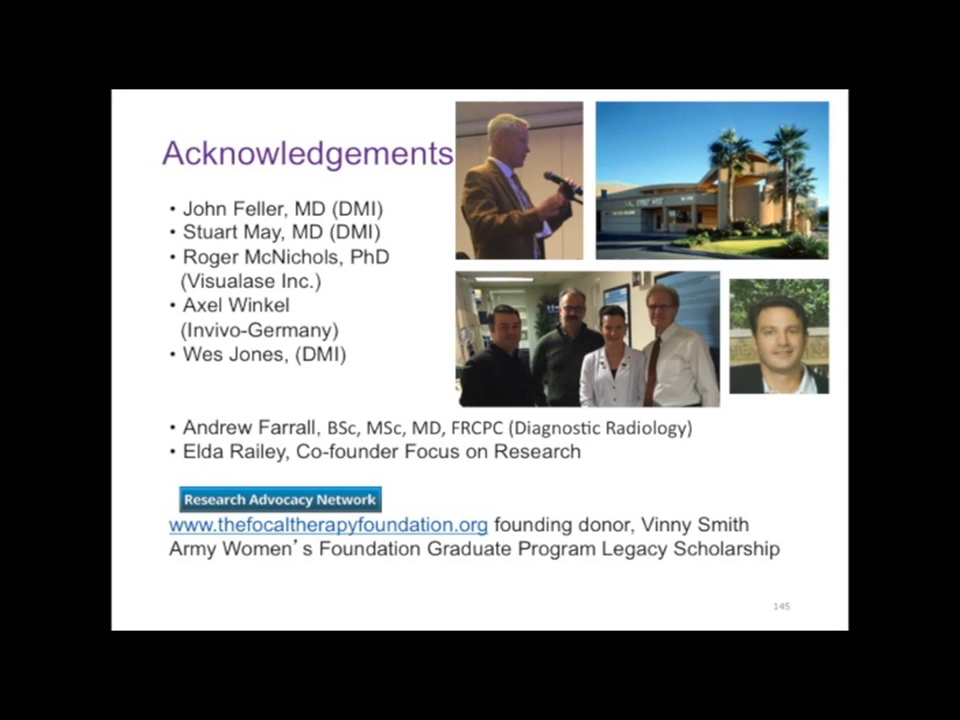 Acknowledgements
• John Feller, MD (DMI)
• Stuart May, MD (DMI)
• Roger McNichols, PhD
(Visualase Inc.)
• Axel Winkel
(Invivo-Germany)
• Wes Jones, (DMI)
• Andrew Farrall, BSc, MSc, MD, FRCPC (Diagnostic Radiology)
• Elda Railey, Co-founder Focus on Research
Research Advocacy Network
www.thefocaltherapyfoundation.org founding donor, Vinny Smith
Army Women’s Foundation Graduate Program Legacy Scholarship
145